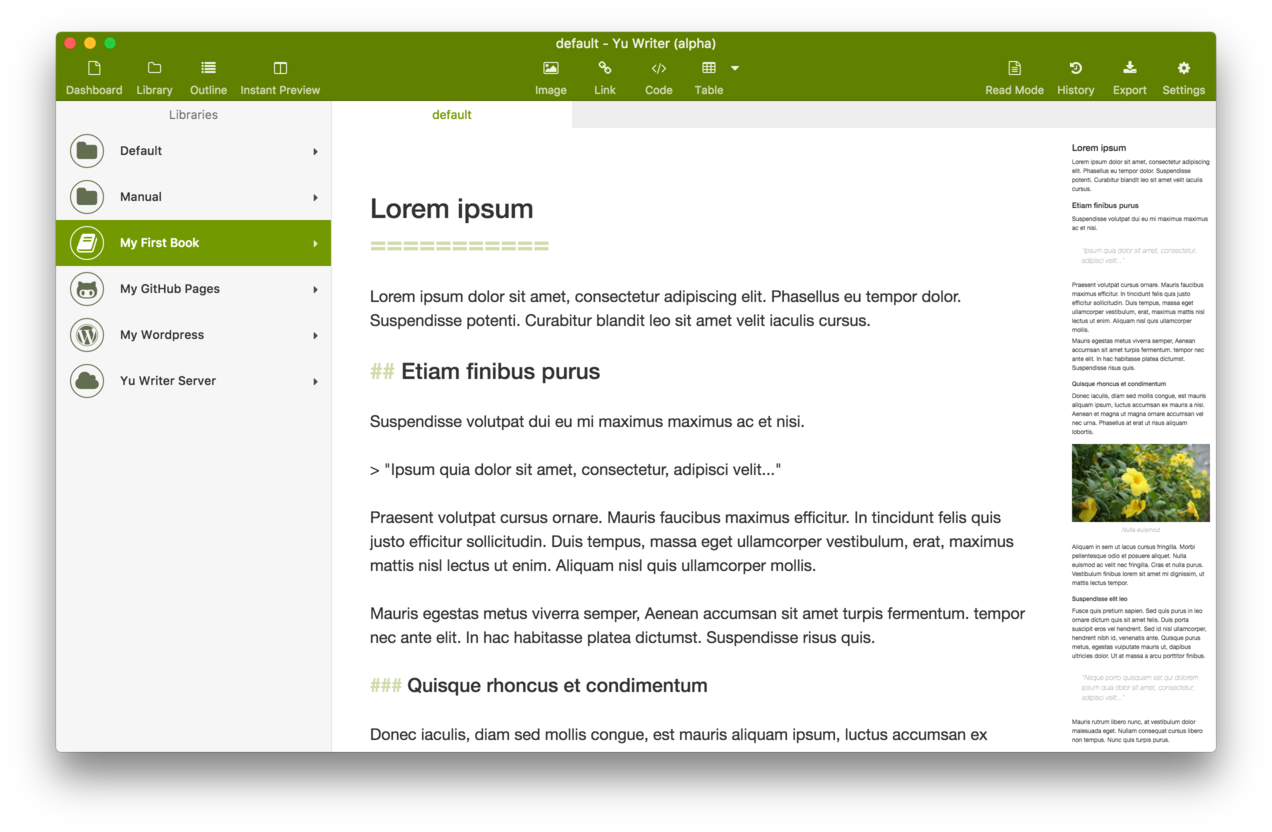 default - Yu Writer (alpha)
Dashboard Library Outline Instant Preview Image Link Code Table Read Mode History Export Settings
Libraries
Default
Manual
My First Book
My GitHub Pages
My Wordpress
Yu Writer Server
default
Lorem ipsum
===========
Lorem ipsum dolor sit amet, consectetur adipiscing elit. Phasellus eu tempor dolor.
Suspendisse potenti. Curabitur blandit leo sit amet velit iaculis cursus.
## Etiam finibus purus
Suspendisse volutpat dui eu mi maximus maximus ac et nisi.
> "Ipsum quia dolor sit amet, consectetur, adipisci velit..."
Praesent volutpat cursus ornare. Mauris faucibus maximus efficitur. In tincidunt felis quis
justo efficitur sollicitudin. Duis tempus, massa eget ullamcorper vestibulum, erat, maximus
mattis nisl lectus ut enim. Aliquam nisl quis ullamcorper mollis.
Mauris egestas metus viverra semper, Aenean accumsan sit amet turpis fermentum. tempor
nec ante elit. In hac habitasse platea dictumst. Suspendisse risus quis.
### Quisque rhoncus et condimentum
Donec iaculis, diam sed mollis congue, est mauris aliquam ipsum, luctus accumsan ex
Lorem ipsum
Lorem ipsum dolor sit amet, consectetur adipiscing
elit. Phasellus eu tempor dolor. Suspendisse
potenti. Curabitur blandit leo sit amet velit iaculis
cursus.
Etiam finibus purus
Suspendisse volutpat dui eu mi maximus maximus
ac et nisi.
"Ipsum quia dolor sit amet, consectetur,
adipisci velit..."
Praesent volutpat cursus ornare. Mauris faucibus
maximus efficitur. In tincidunt felis quis justo
efficitur sollicitudin. Duis tempus, massa eget
ullamcorper vestibulum, erat, maximus mattis nisl
lectus ut enim. Aliquam nisl quis ullamcorper
mollis.
Mauris egestas metus viverra semper, Aenean
accumsan sit amet turpis fermentum. tempor nec
ante elit. In hac habitasse platea dictumst.
Suspendisse risus quis.
Quisque rhoncus et condimentum
Donec iaculis, diam sed mollis congue, est mauris
aliquam ipsum, luctus accumsan ex mauris a nisi.
Aenean et magna ut magna ornare accumsan vel
nec urna. Phasellus at erat ut risus aliquam
lobortis.
Nulla euismod
Aliquam in sem ut lacus cursus fringilla. Morbi
pellentesque odio et posuere aliquet. Nulla
euismod ac velit nec fringilla. Cras et nulla purus.
Vestibulum finibus lorem sit amet mi dignissim, ut
mattis lectus tempor.
Suspendisse elit leo
Fusce quis pretium sapien. Sed quis purus in leo
ornare dictum quis sit amet felis. Duis porta
suscipit eros vel hendrerit. Sed id nisl ullamcorper,
hendrerit nibh id, venenatis ante. Quisque purus
metus, egestas vulputate mauris ut, dapibus
ultricies dolor. Ut at massa a arcu porttitor finibus.
"Neque porro quisquam est qui dolorem
ipsum quia dolor sit amet, consectetur,
adipisci velit..."
Mauris rutrum libero nunc, at vestibulum dolor
malesuada eget. Nullam consequat cursus libero
non tempus. Nunc quis turpis purus.